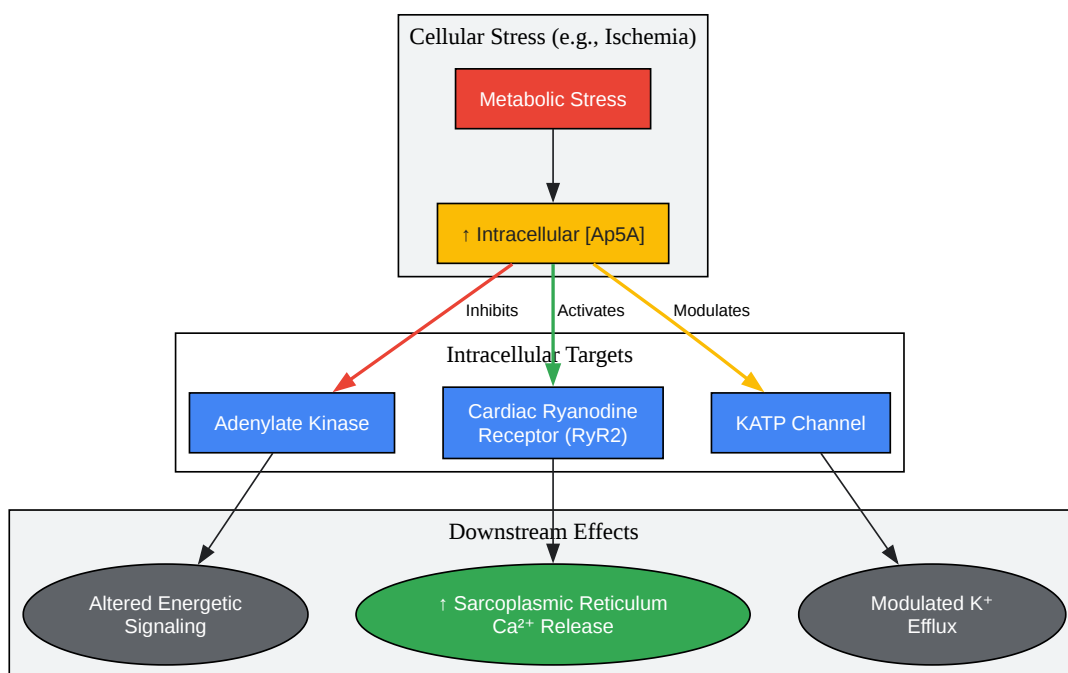 Cellular Stress (e.g., Ischemia)
Metabolic Stress
↑ Intracellular [Ap5A]
Inhibits
Activates
Modulates
Intracellular Targets
Adenylate Kinase
Cardiac Ryanodine
Receptor (RyR2)
KATP Channel
Downstream Effects
Altered Energetic
Signaling
↑ Sarcoplasmic Reticulum
Ca²⁺ Release
Modulated K⁺
Efflux